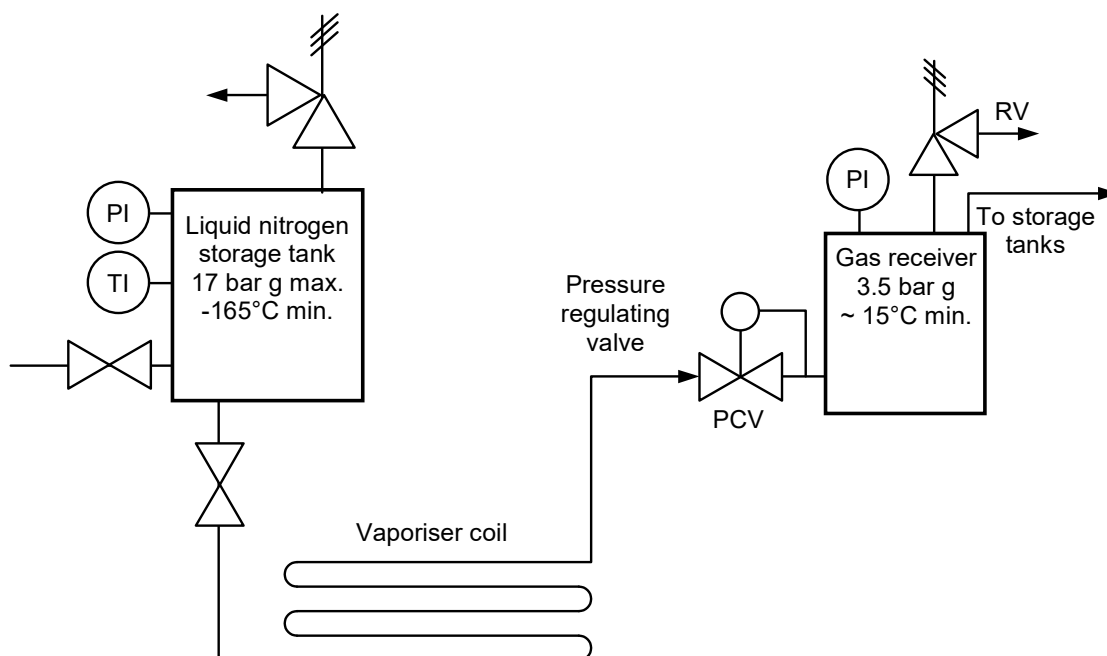 PI
TI
Liquid nitrogen
storage tank
17 bar g max.
-165°C min.
Pressure
regulating
valve
PCV
Vaporiser coil
PI
RV
To storage
tanks
Gas receiver
3.5 bar g
~ 15°C min.